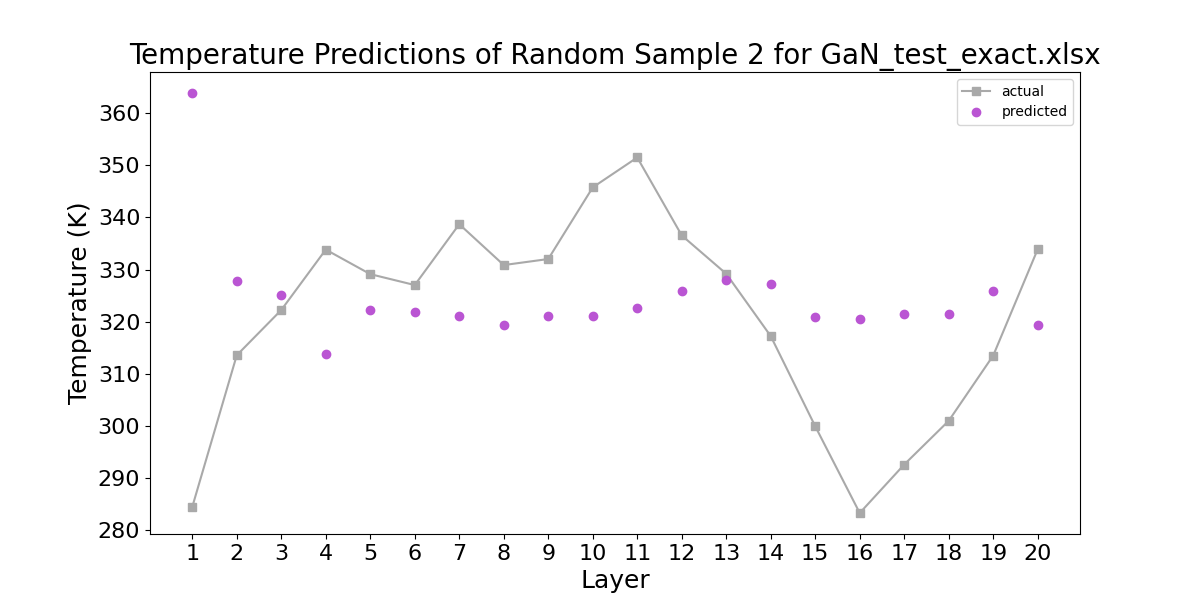 Temperature Predictions of Random Sample 2 for GaN_test_exact.xlsx
actual
predicted
360
350
340
330
320
310
300
290
280
Temperature (K)
1 2 3 4 5 6 7 8 9 10 11 12 13 14 15 16 17 18 19 20
Layer